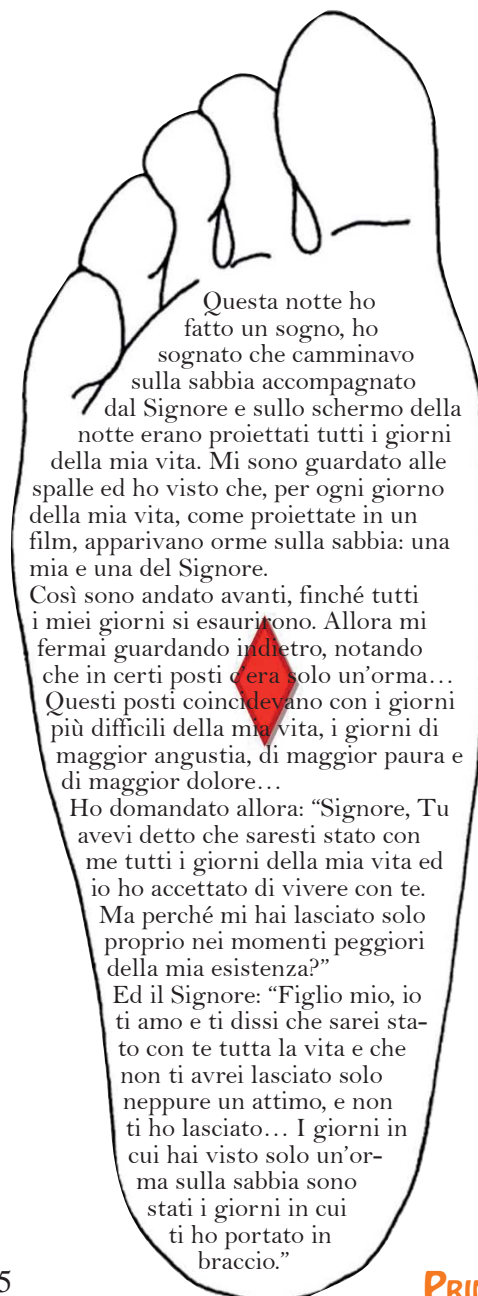 Questa notte ho
fatto un sogno, ho
sognato che camminavo
sulla sabbia accompagnato
dal Signore e sullo schermo della
notte erano proiettati tutti i giorni
della mia vita. Mi sono guardato alle
spalle ed ho visto che, per ogni giorno
della mia vita, come proiettate in un
film, apparivano orme sulla sabbia: una
mia e una del Signore.
Così sono andato avanti, finché tutti
i miei giorni si esaurirono. Allora mi
fermai guardando indietro, notando
che in certi posti c’era solo un’orma…
Questi posti coincidevano con i giorni
più difficili della mia vita, i giorni di
maggior angustia, di maggior paura e
di maggior dolore…
Ho domandato allora: “Signore, Tu
avevi detto che saresti stato con
me tutti i giorni della mia vita ed
io ho accettato di vivere con te.
Ma perché mi hai lasciato solo
proprio nei momenti peggiori
della mia esistenza?”
Ed il Signore: “Figlio mio, io
ti amo e ti dissi che sarei sta-
to con te tutta la vita e che
non ti avrei lasciato solo
neppure un attimo, e non
ti ho lasciato… I giorni in
cui hai visto solo un’or-
ma sulla sabbia sono
stati i giorni in cui
ti ho portato in
braccio.”
5